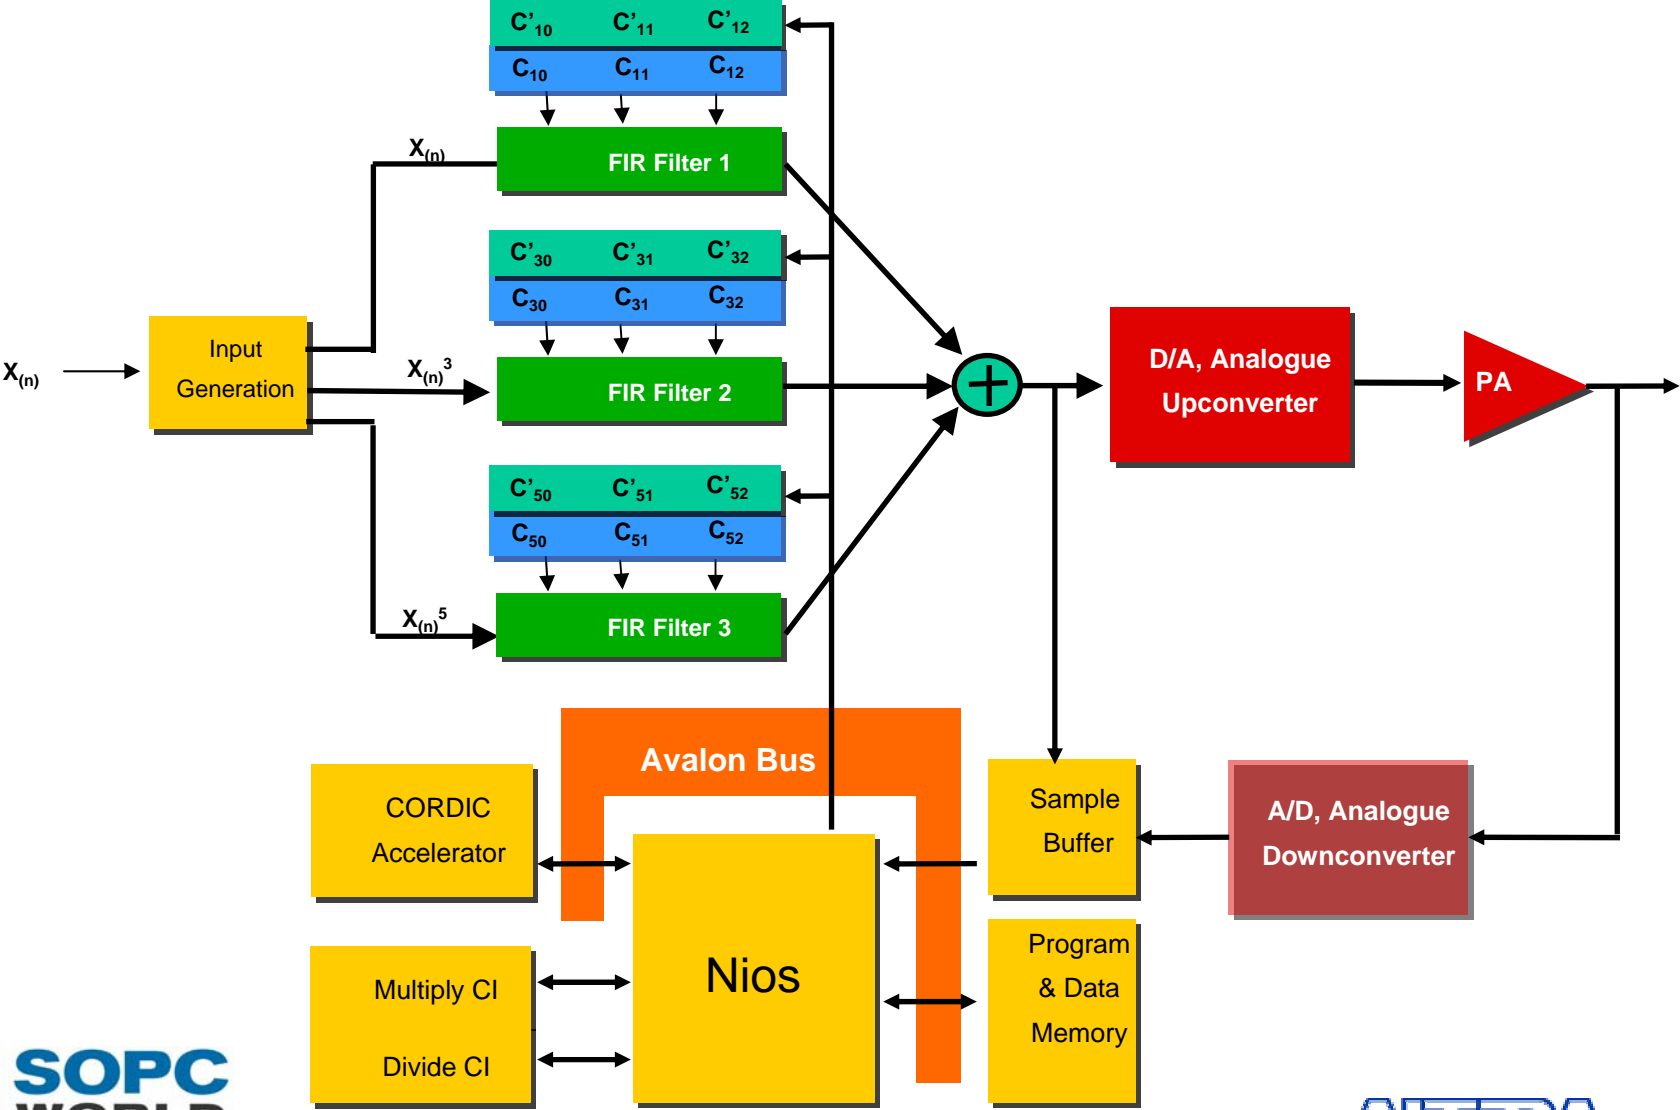 C’10 C’11 C’12
C10 C11 C12
X(n)
FIR Filter 1
C’30 C’31 C’32
C30 C31 C32
X(n)
Input
Generation
X(n)3
FIR Filter 2
D/A, Analogue
Upconverter
PA
C’50 C’51 C’52
C50 C51 C52
X(n)5
FIR Filter 3
Avalon Bus
CORDIC
Accelerator
Sample
Buffer
A/D, Analogue
Downconverter
Nios
Multiply CI
Divide CI
Program
& Data
Memory
SOPC
WORLD
ALTERA